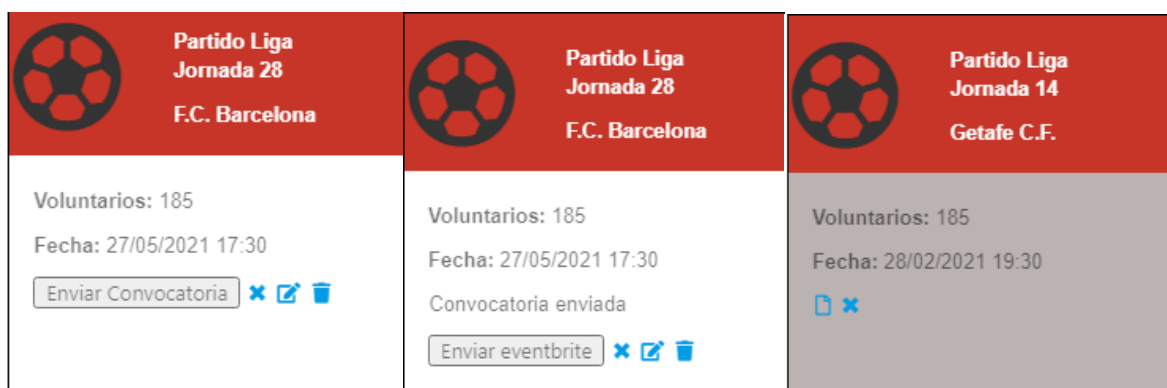 Partido Liga
Jornada 28
F.C. Barcelona
Voluntarios: 185
Fecha: 27/05/2021 17:30
Enviar Convocatoria
Partido Liga
Jornada 28
F.C. Barcelona
Voluntarios: 185
Fecha: 27/05/2021 17:30
Convocatoria enviada
Enviar eventbrite
Partido Liga
Jornada 14
Getafe C.F.
Voluntarios: 185
Fecha: 28/02/2021 19:30